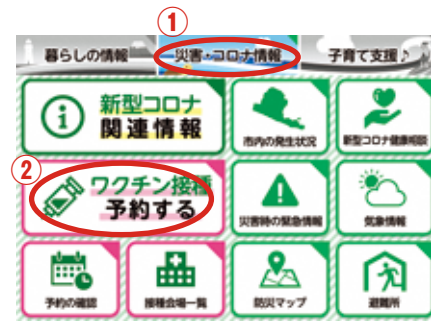 ①
暮らしの情報
災害・コロナ情報
子育て支援♪
新型コロナ
関連情報
市内の発生状況
新型コロナ健康相談
②
ワクチン接種
予約する
災害時の緊急情報
気象情報
予約の確認
接種会場一覧
防災マップ
避難所